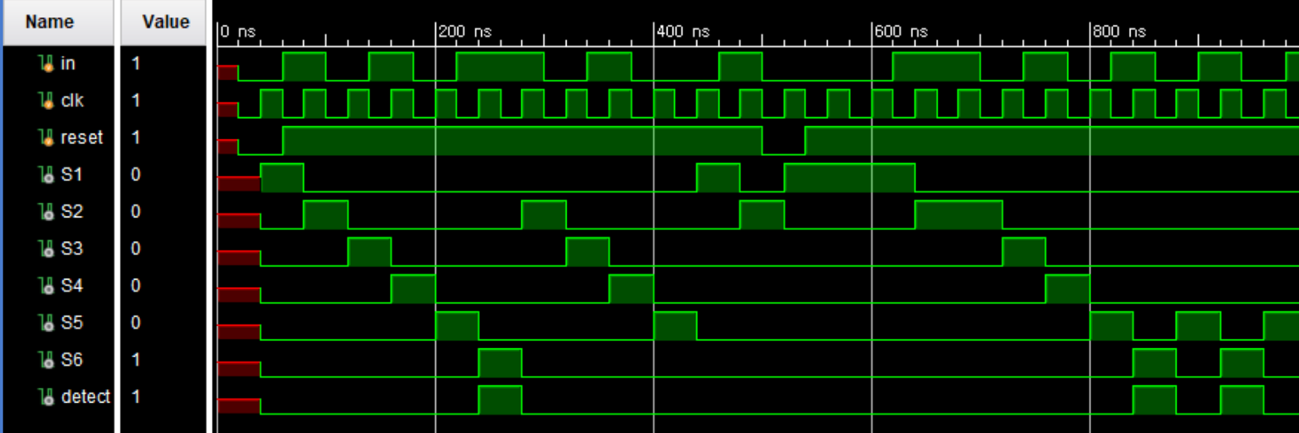 Name Value
0 ns 200 ns 400 ns 600 ns 800 ns
in 1
clk 1
reset 1
S1 0
S2 0
S3 0
S4 0
S5 0
S6 1
detect 1